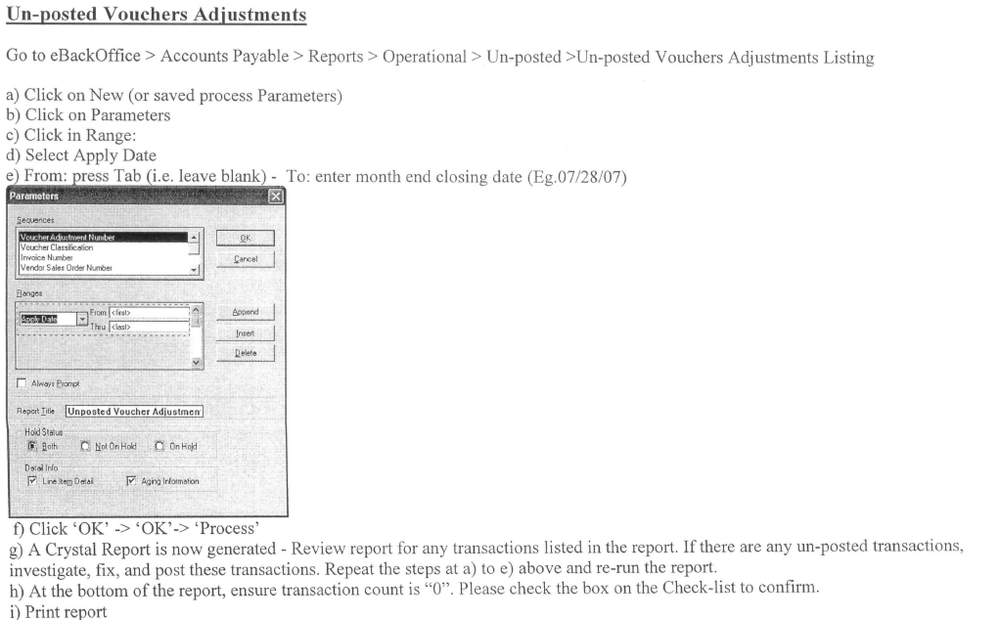 Un-posted Vouchers Adjustments
Go to eBackOffice > Accounts Payable > Reports > Operational > Un-posted >Un-posted Vouchers Adjustments Listing
a) Click on New (or saved process Parameters)
b) Click on Parameters
c) Click in Range:
d) Select Apply Date
e) From: press Tab (i.e. leave blank) - To: enter month end closing date (Eg.07/28/07)
Parameters
Sequences
Voucher Adjustment Number
Voucher Classification
Invoice Number
Vendor Sales Order Number
OK
Cancel
Ranges
Apply Date
From <first>
Thru <last>
Append
Insert
Delete
Always Prompt
Report Title Unposted Voucher Adjustmen
Hold Status
Both Not On Hold On Hold
Detail Info
Line Item Detail Aging Information
f) Click ‘OK’ -> ‘OK’-> ‘Process’
g) A Crystal Report is now generated - Review report for any transactions listed in the report. If there are any un-posted transactions,
investigate, fix, and post these transactions. Repeat the steps at a) to e) above and re-run the report.
h) At the bottom of the report, ensure transaction count is “0”. Please check the box on the Check-list to confirm.
i) Print report